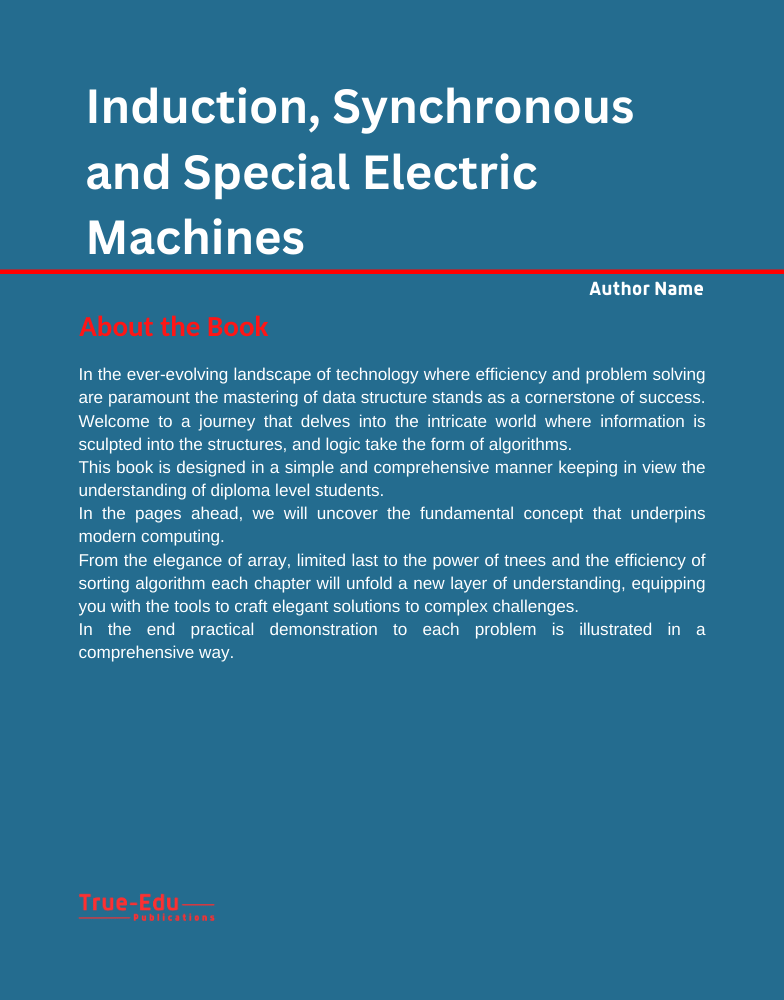 Induction, Synchronous
and Special Electric
Machines
Author Name
About the Book
In the ever-evolving landscape of technology where efficiency and problem solving
are paramount the mastering of data structure stands as a cornerstone of success.
Welcome to a journey that delves into the intricate world where information is
sculpted into the structures, and logic take the form of algorithms.
This book is designed in a simple and comprehensive manner keeping in view the
understanding of diploma level students.
In the pages ahead, we will uncover the fundamental concept that underpins
modern computing.
From the elegance of array, limited last to the power of tnees and the efficiency of
sorting algorithm each chapter will unfold a new layer of understanding, equipping
you with the tools to craft elegant solutions to complex challenges.
In the end practical demonstration to each problem is illustrated in a
comprehensive way.
True-Edu
Publications